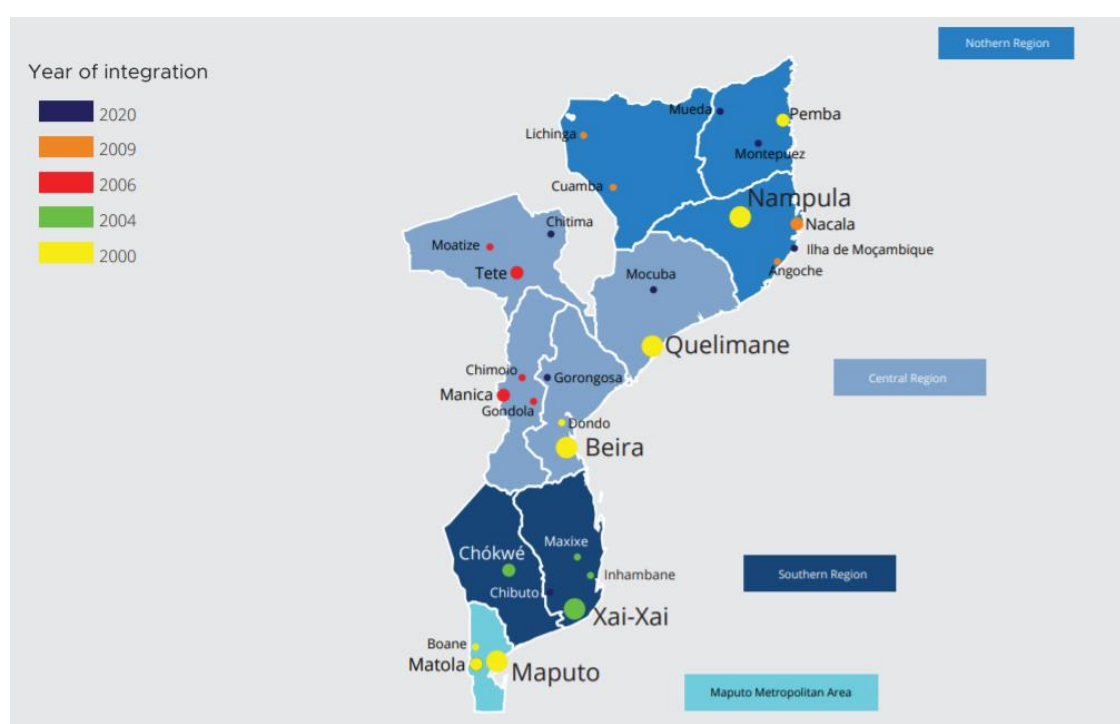 Nothern Region
Year of integration
2020
2009
2006
2004
2000
Mueda
Pemba
Lichinga
Montepuez
Cuamba
Nampula
Chitima
Nacala
Moatize
Ilha de Moçambique
Tete
Mocuba
Angoche
Quelimane
Chimoio
Gorongosa
Central Region
Manica
Gondola
Dondo
Beira
Chókwé
Maxixe
Inhambane
Southern Region
Chibuto
Xai-Xai
Boane
Matola
Maputo
Maputo Metropolitan Area